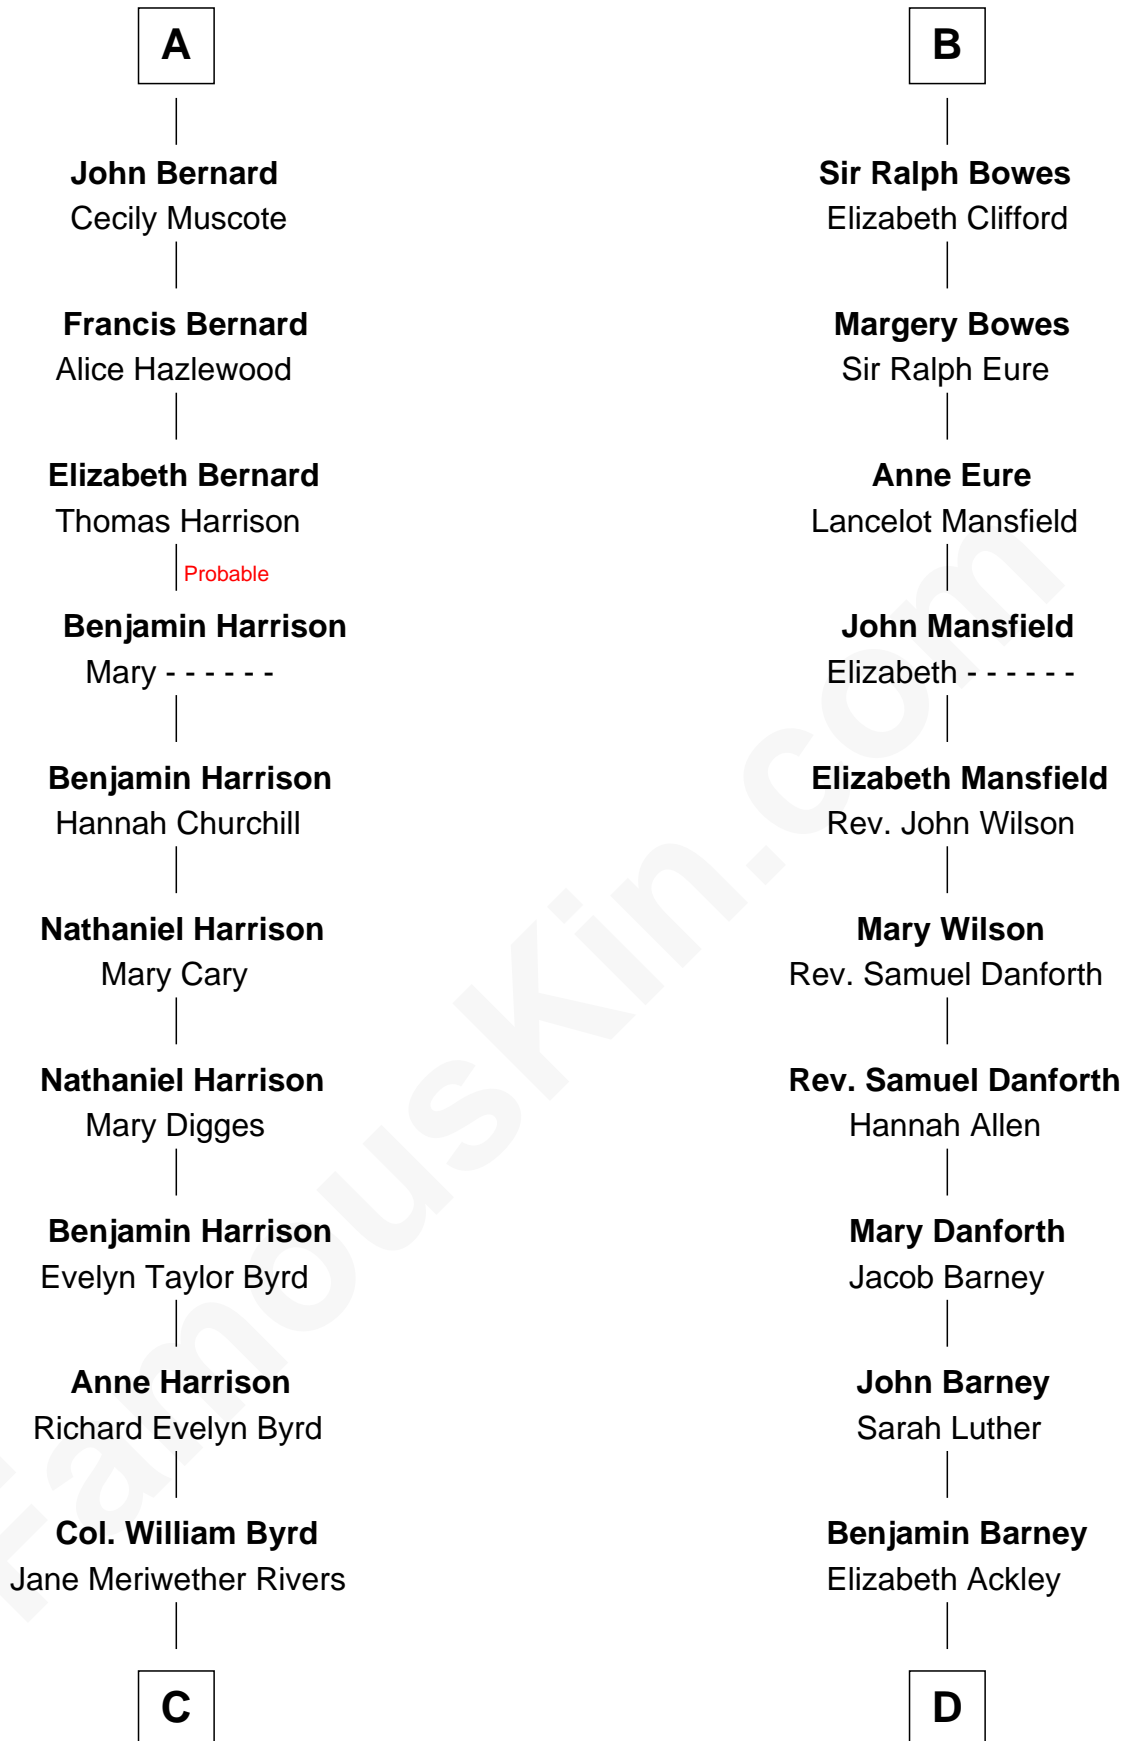 A
John Bernard
Cecily Muscote
Francis Bernard
Alice Hazlewood
Elizabeth Bernard
Thomas Harrison
Probable
Benjamin Harrison
Mary - - - - - -
Benjamin Harrison
Hannah Churchill
Nathaniel Harrison
Mary Cary
Nathaniel Harrison
Mary Digges
Benjamin Harrison
Evelyn Taylor Byrd
Anne Harrison
Richard Evelyn Byrd
Col. William Byrd
Jane Meriwether Rivers
C
B
Sir Ralph Bowes
Elizabeth Clifford
Margery Bowes
Sir Ralph Eure
Anne Eure
Lancelot Mansfield
John Mansfield
Elizabeth - - - - - -
Elizabeth Mansfield
Rev. John Wilson
Mary Wilson
Rev. Samuel Danforth
Rev. Samuel Danforth
Hannah Allen
Mary Danforth
Jacob Barney
John Barney
Sarah Luther
Benjamin Barney
Elizabeth Ackley
D
FamousKin.com